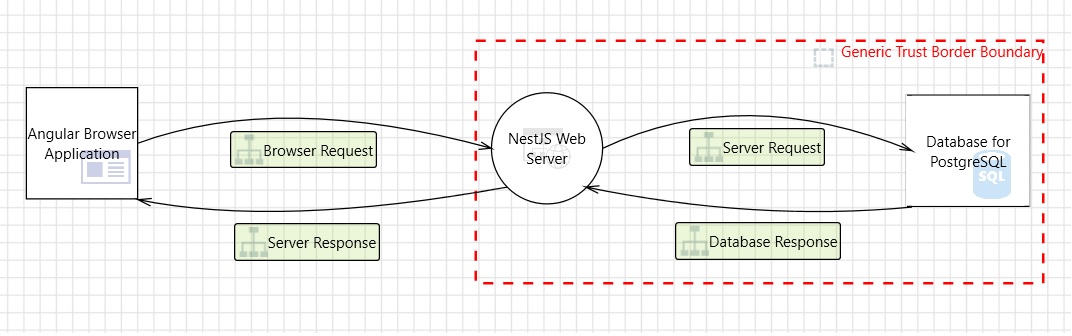 Generic Trust Border Boundary
Angular Browser
Application
Browser Request
NestJS Web
Server
Server Request
Database for
PostgreSQL
SQL
Server Response
Database Response